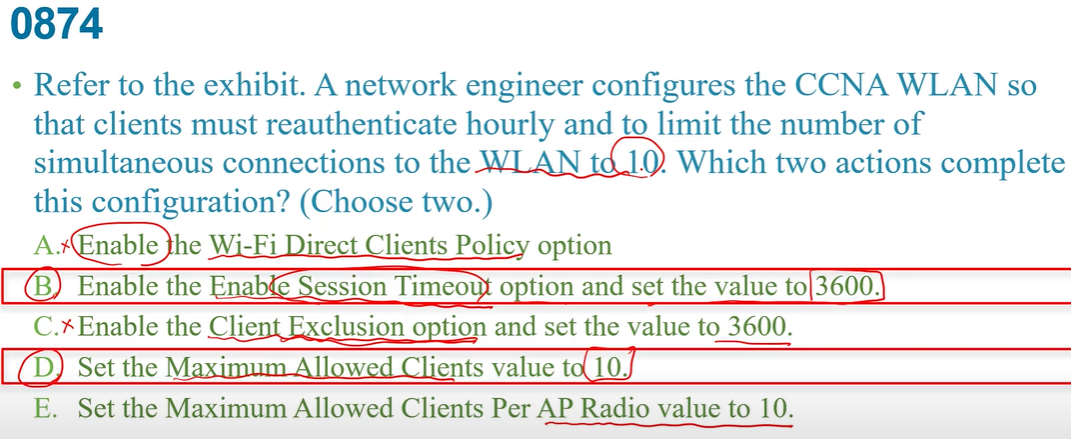 0874
• Refer to the exhibit. A network engineer configures the CCNA WLAN so
that clients must reauthenticate hourly and to limit the number of
simultaneous connections to the WLAN to 10. Which two actions complete
this configuration? (Choose two.)
A. Enable the Wi-Fi Direct Clients Policy option
B. Enable the Enable Session Timeout option and set the value to 3600.
C. Enable the Client Exclusion option and set the value to 3600.
D. Set the Maximum Allowed Clients value to 10.
E. Set the Maximum Allowed Clients Per AP Radio value to 10.